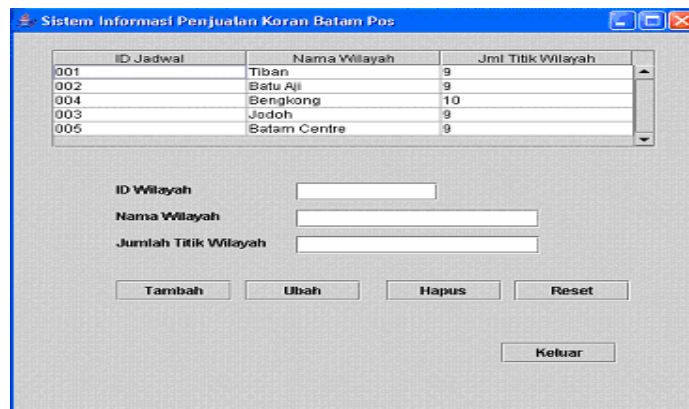 Sistem Informasi Penjualan Koran Batam Pos
ID Jadwal Nama Wilayah Jml Titik Wilayah
001 Tiban 9
002 Batu Aji 9
004 Bengkong 10
003 Jodoh 9
005 Batam Centre 9
ID Wilayah
Nama Wilayah
Jumlah Titik Wilayah
Tambah Ubah Hapus Reset
Keluar